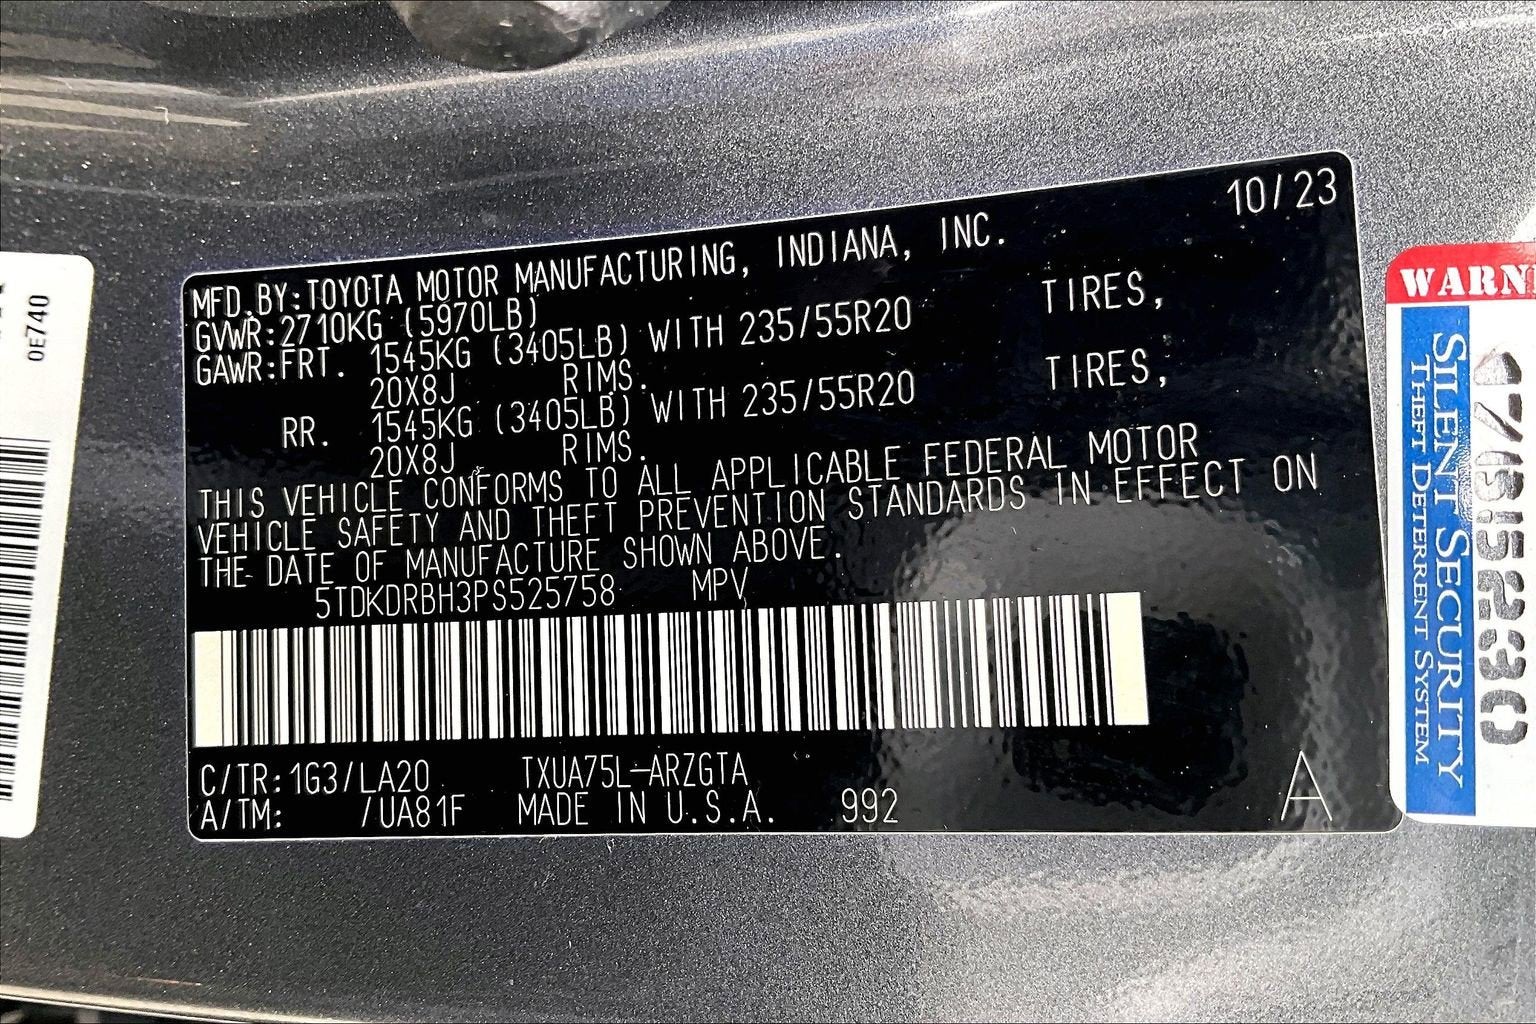 10/23
MFD.BY:TOYOTA MOTOR MANUFACTURING, INDIANA, INC.
GVWR:2710KG (5970LB)
GAWR:FRT. 1545KG (3405LB) WITH 235/55R20 TIRES,
20X8J RIMS.
RR. 1545KG (3405LB) WITH 235/55R20 TIRES,
20X8J RIMS.
THIS VEHICLE CONFORMS TO ALL APPLICABLE FEDERAL MOTOR
VEHICLE SAFETY AND THEFT PREVENTION STANDARDS IN EFFECT ON
THE DATE OF MANUFACTURE SHOWN ABOVE.
5TDKDRBH3PS525758 MPV
C/TR:1G3/LA20 TXUA75L-ARZGTA
A/TM: /UA81F MADE IN U.S.A. 992 A
0E740
WARN
SILENT SECURITY
THEFT DETERRENT SYSTEM